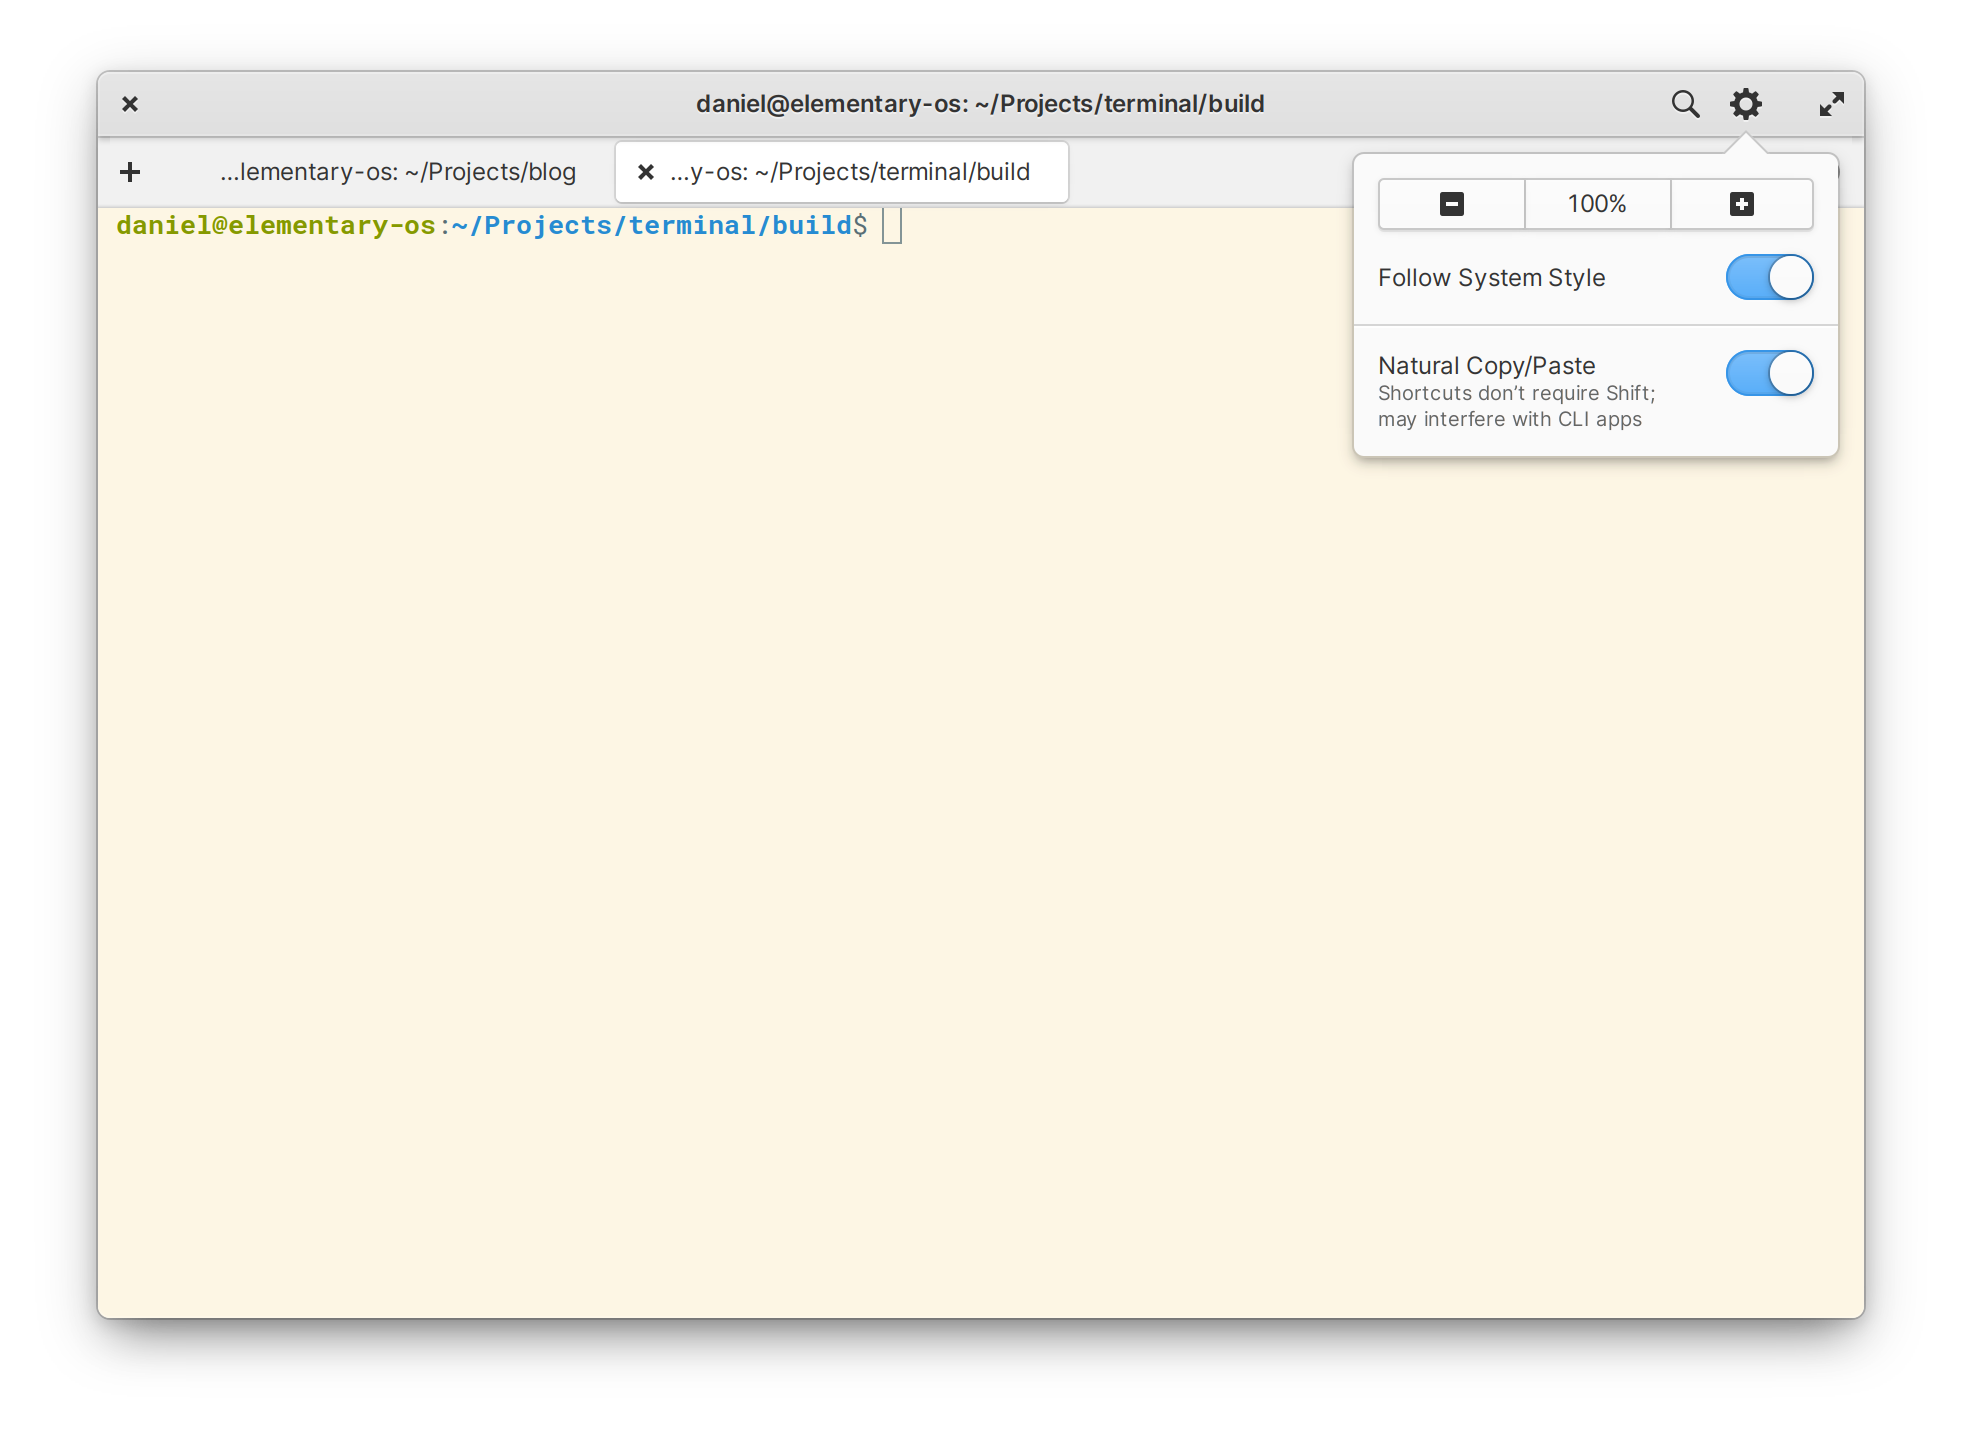 daniel@elementary-os: ~/Projects/terminal/build
...lementary-os: ~/Projects/blog
...y-os: ~/Projects/terminal/build
daniel@elementary-os:~/Projects/terminal/build$
100%
Follow System Style
Natural Copy/Paste
Shortcuts don’t require Shift;
may interfere with CLI apps